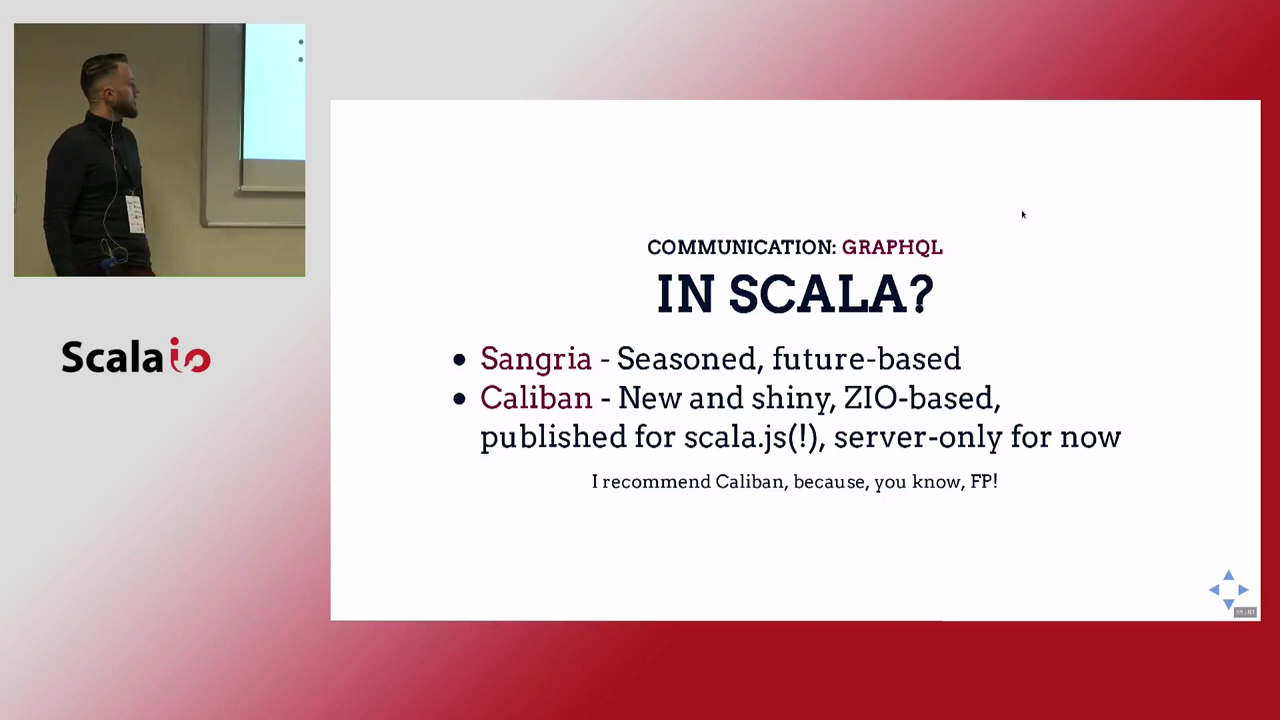 Scala io
COMMUNICATION: GRAPHQL
IN SCALA?
Sangria - Seasoned, future-based
Caliban - New and shiny, ZIO-based,
published for scala.js(!), server-only for now
I recommend Caliban, because, you know, FP!